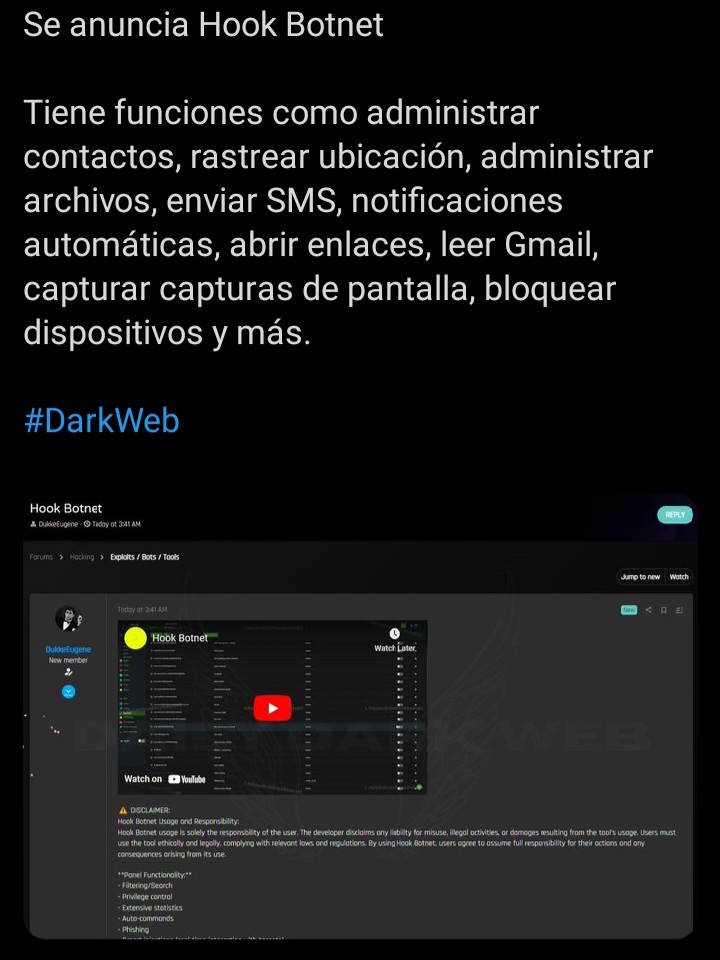 Se anuncia Hook Botnet
Tiene funciones como administrar
contactos, rastrear ubicación, administrar
archivos, enviar SMS, notificaciones
automáticas, abrir enlaces, leer Gmail,
capturar capturas de pantalla, bloquear
dispositivos y más.
#DarkWeb
Hook Botnet
DukkeEugene · Today at 3:41 AM
REPLY
Forums > Hacking > Exploits / Bots / Tools
Jump to new Watch
Today at 3:41 AM
New
DukkeEugene
New member
Hook Botnet
Watch Later
Watch on YouTube
DAILY DARK WEB
DISCLAIMER:
Hook Botnet Usage and Responsibility:
Hook Botnet usage is solely the responsibility of the user. The developer disclaims any liability for misuse, illegal activities, or damages resulting from the tool's usage. Users must
use the tool ethically and legally, complying with relevant laws and regulations. By using Hook Botnet, users agree to assume full responsibility for their actions and any
consequences arising from its use.
**Panel Functionality:**
- Filtering/Search
- Privilege control
- Extensive statistics
- Auto-commands
- Phishing